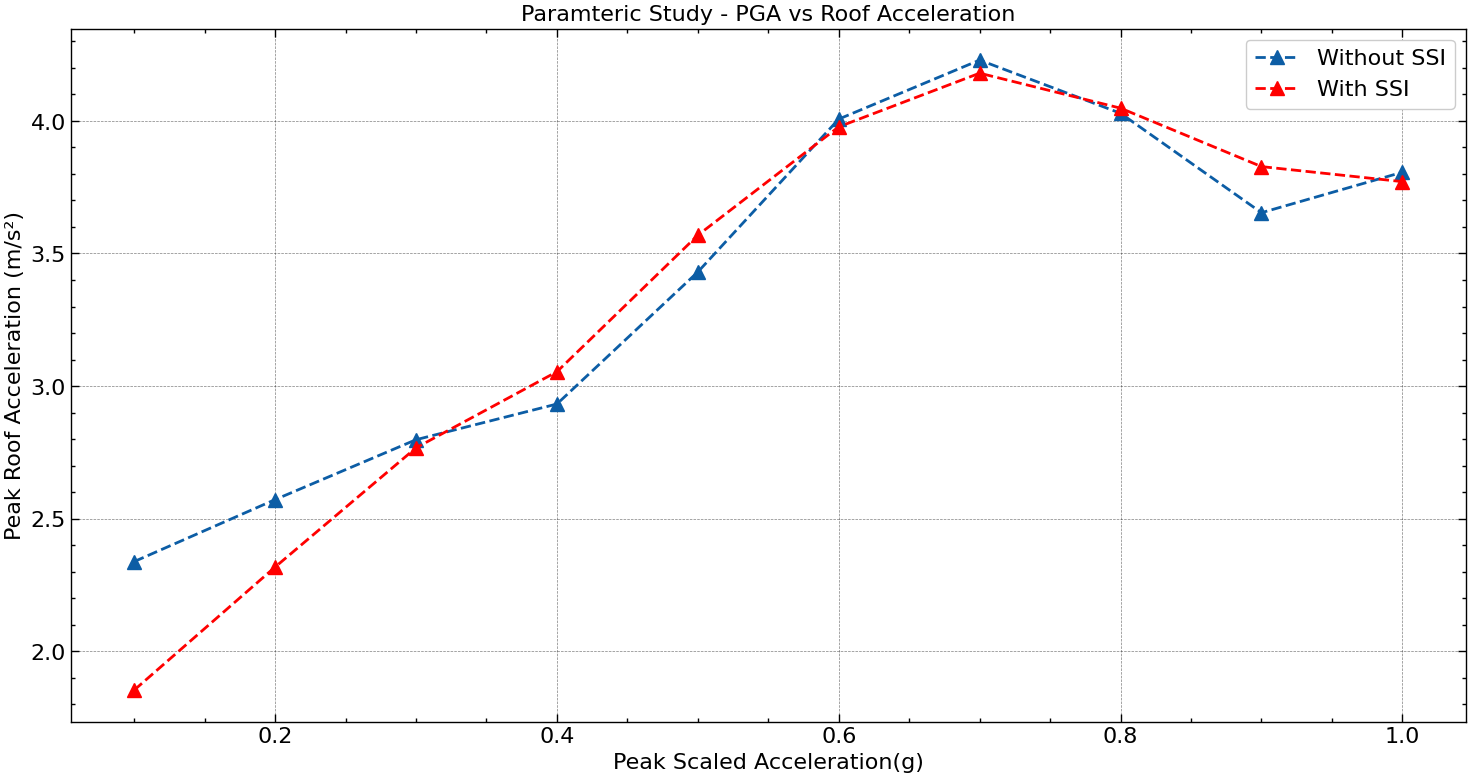 Paramteric Study - PGA vs Roof Acceleration
Without SSI
With SSI
Peak Roof Acceleration (m/s²)
4.0
3.5
3.0
2.5
2.0
0.2
0.4
0.6
0.8
1.0
Peak Scaled Acceleration(g)